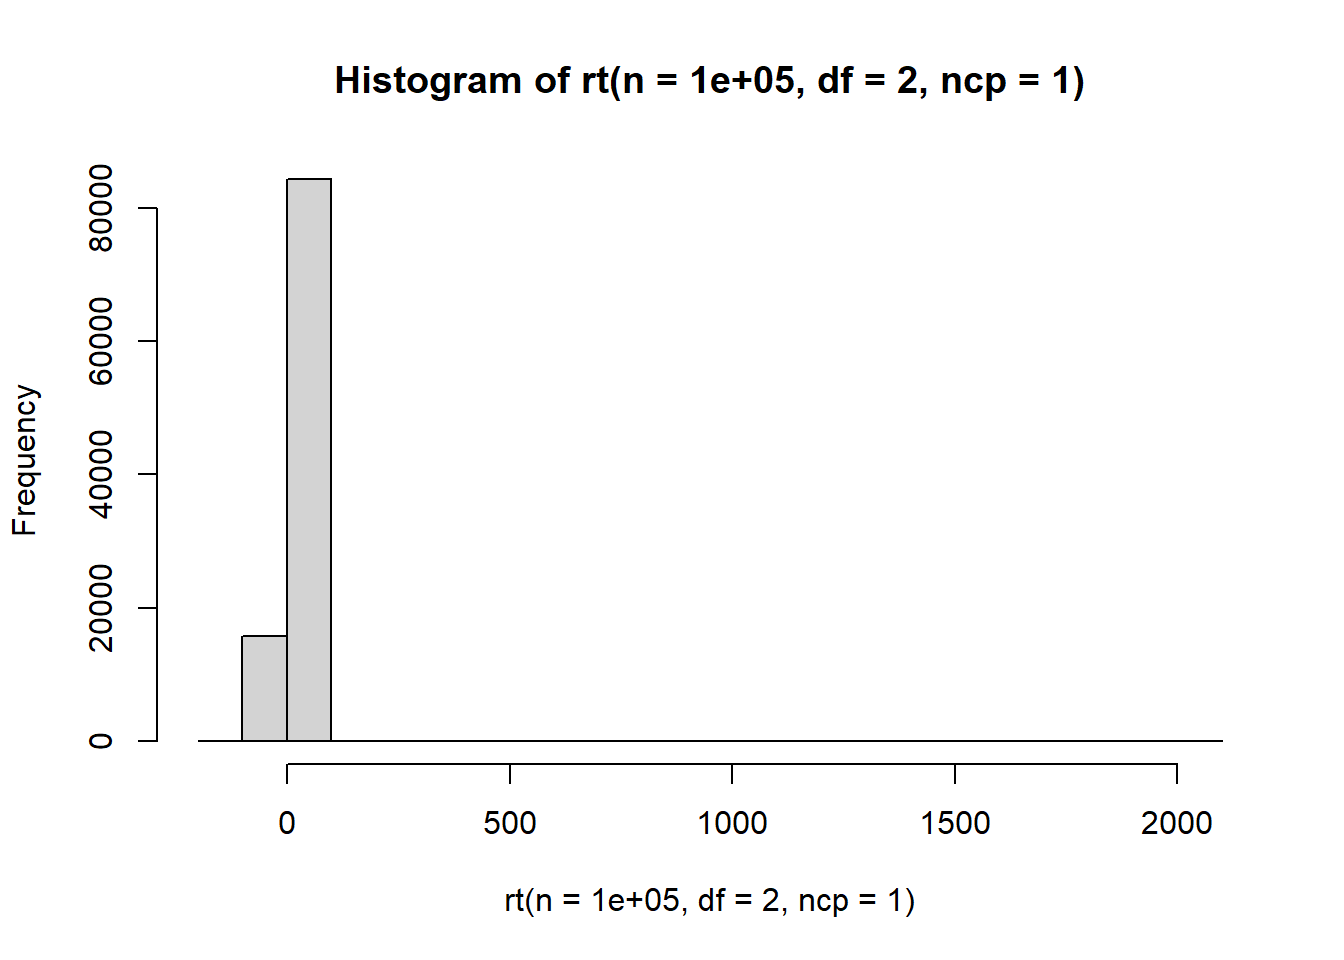 Histogram of rt(n = 1e+05, df = 2, ncp = 1)
Frequency
80000
60000
40000
20000
0
0 500 1000 1500 2000
rt(n = 1e+05, df = 2, ncp = 1)